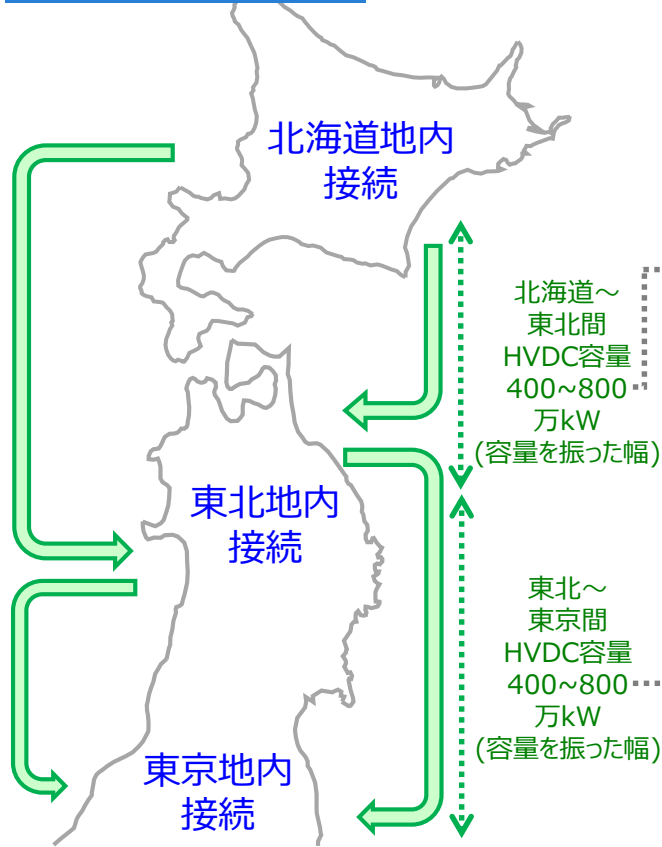 北海道地内
接続
北海道～
東北間
HVDC容量
400~800
万kW
(容量を振った幅)
東北地内
接続
東北～
東京間
HVDC容量
400~800
万kW
(容量を振った幅)
東京地内
接続